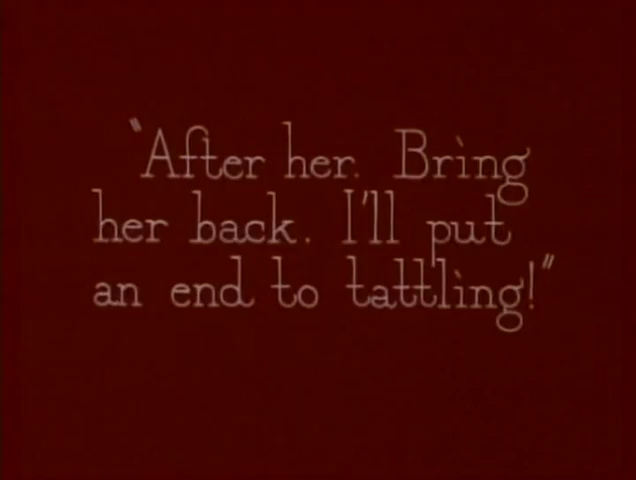 "After her. Bring
her back. I'll put
an end to tattling!"